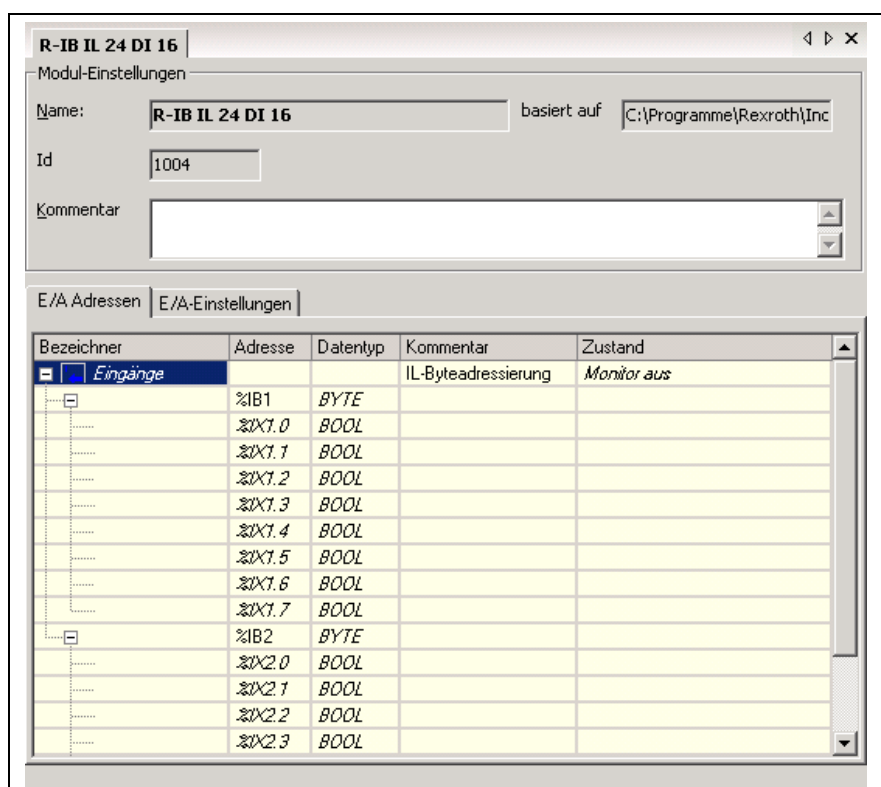 R-IB IL 24 DI 16
Modul-Einstellungen
Name: R-IB IL 24 DI 16 basiert auf C:\Programme\Rexroth\Inc
Id 1004
Kommentar
E/A Adressen E/A-Einstellungen
Bezeichner Adresse Datentyp Kommentar Zustand
Eingänge IL-Byteadressierung Monitor aus
%IB1 BYTE
%IX1.0 BOOL
%IX1.1 BOOL
%IX1.2 BOOL
%IX1.3 BOOL
%IX1.4 BOOL
%IX1.5 BOOL
%IX1.6 BOOL
%IX1.7 BOOL
%IB2 BYTE
%IX2.0 BOOL
%IX2.1 BOOL
%IX2.2 BOOL
%IX2.3 BOOL